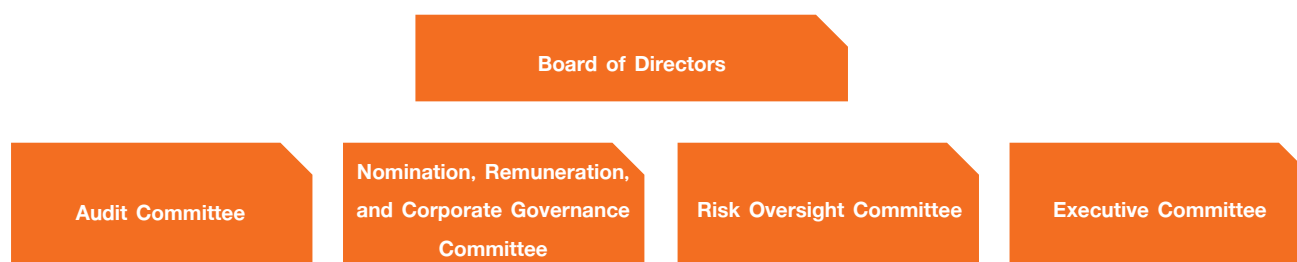 Board of Directors
Audit Committee
Nomination, Remuneration,
and Corporate Governance
Committee
Risk Oversight Committee
Executive Committee